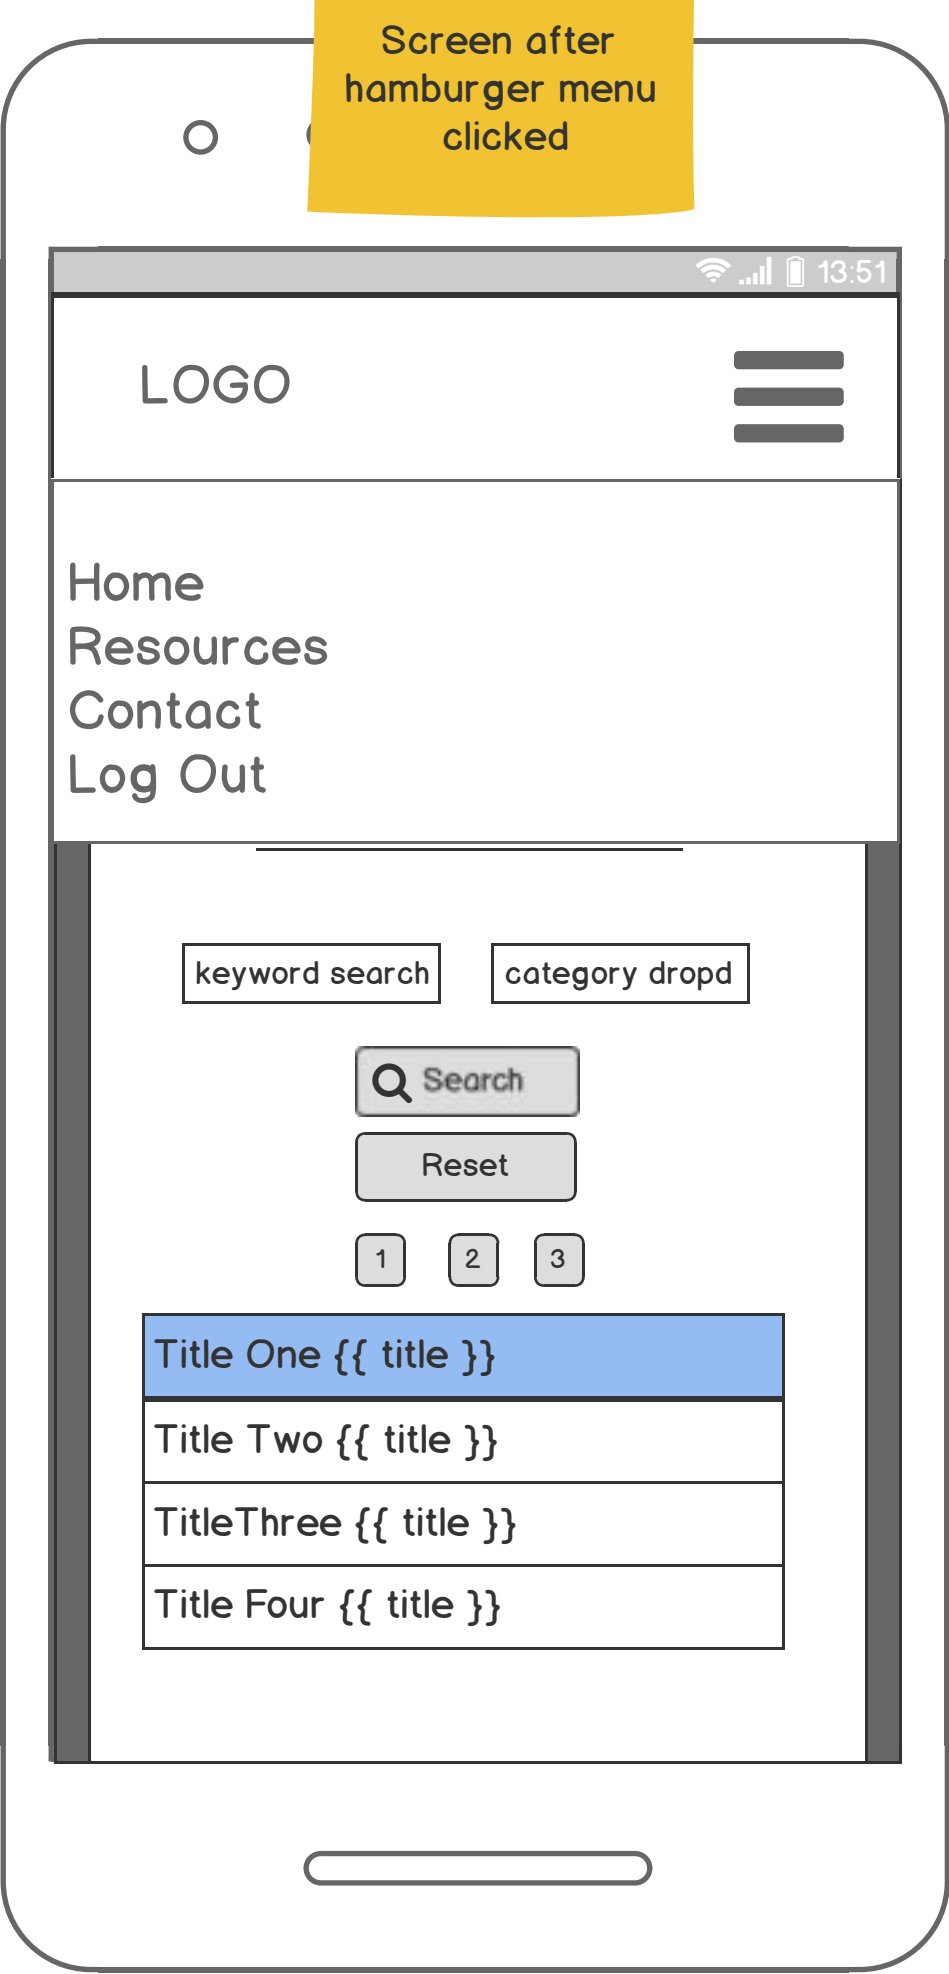 Screen after
hamburger menu
clicked
13:51
LOGO
Home
Resources
Contact
Log Out
keyword search
category dropd
Search
Reset
1 2 3
Title One {{ title }}
Title Two {{ title }}
TitleThree {{ title }}
Title Four {{ title }}